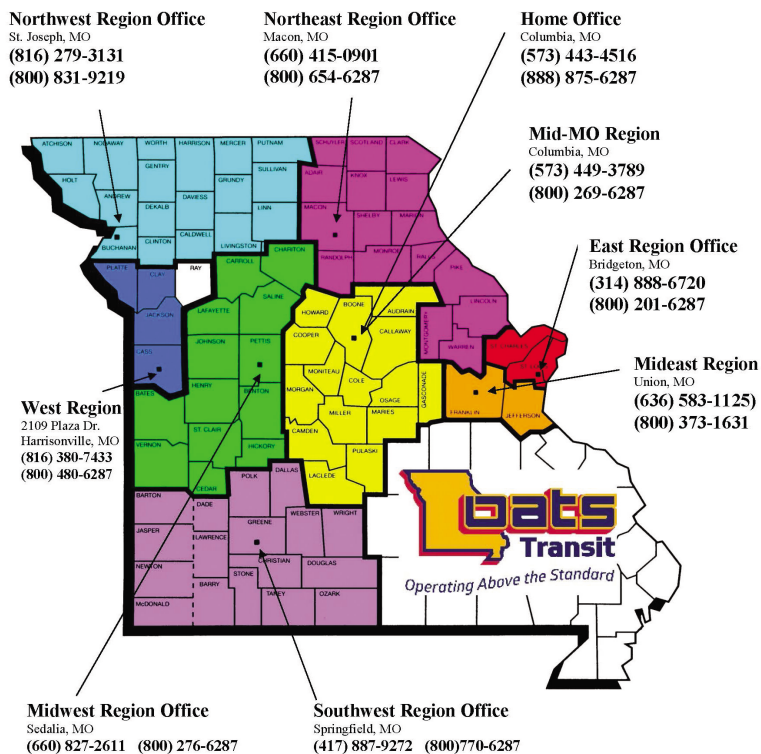 Northwest Region Office
St. Joseph, MO
(816) 279-3131
(800) 831-9219
Northeast Region Office
Macon, MO
(660) 415-0901
(800) 654-6287
Home Office
Columbia, MO
(573) 443-4516
(888) 875-6287
Mid-MO Region
Columbia, MO
(573) 449-3789
(800) 269-6287
East Region Office
Bridgeton, MO
(314) 888-6720
(800) 201-6287
Mideast Region
Union, MO
(636) 583-1125)
(800) 373-1631
West Region
2109 Plaza Dr.
Harrisonville, MO
(816) 380-7433
(800) 480-6287
ATCHISON
NODAWAY
WORTH
HARRISON
MERCER
PUTNAM
SCHUYLER
SCOTLAND
CLARK
HOLT
GENTRY
SULLIVAN
ADAIR
KNOX
LEWIS
ANDREW
DEKALB
DAVIESS
GRUNDY
LINN
MACON
SHELBY
MARION
BUCHANAN
CLINTON
CALDWELL
LIVINGSTON
CHARITON
RANDOLPH
MONROE
RALLS
PIKE
PLATTE
CLAY
RAY
CARROLL
SALINE
HOWARD
BOONE
AUDRAIN
MONTGOMERY
LINCOLN
WARREN
ST. CHARLES
JACKSON
LAFAYETTE
COOPER
CALLAWAY
CASS
JOHNSON
PETTIS
MONITEAU
COLE
OSAGE
GASCONADE
FRANKLIN
JEFFERSON
BATES
HENRY
BENTON
MORGAN
MILLER
MARIES
VERNON
ST. CLAIR
HICKORY
CAMDEN
PULASKI
CEDAR
LACLEDE
BARTON
DADE
POLK
DALLAS
WEBSTER
WRIGHT
JASPER
LAWRENCE
GREENE
CHRISTIAN
DOUGLAS
NEWTON
STONE
BARRY
TANEY
OZARK
McDONALD
oats
Transit
Operating Above the Standard
Midwest Region Office
Sedalia, MO
(660) 827-2611 (800) 276-6287
Southwest Region Office
Springfield, MO
(417) 887-9272 (800)770-6287